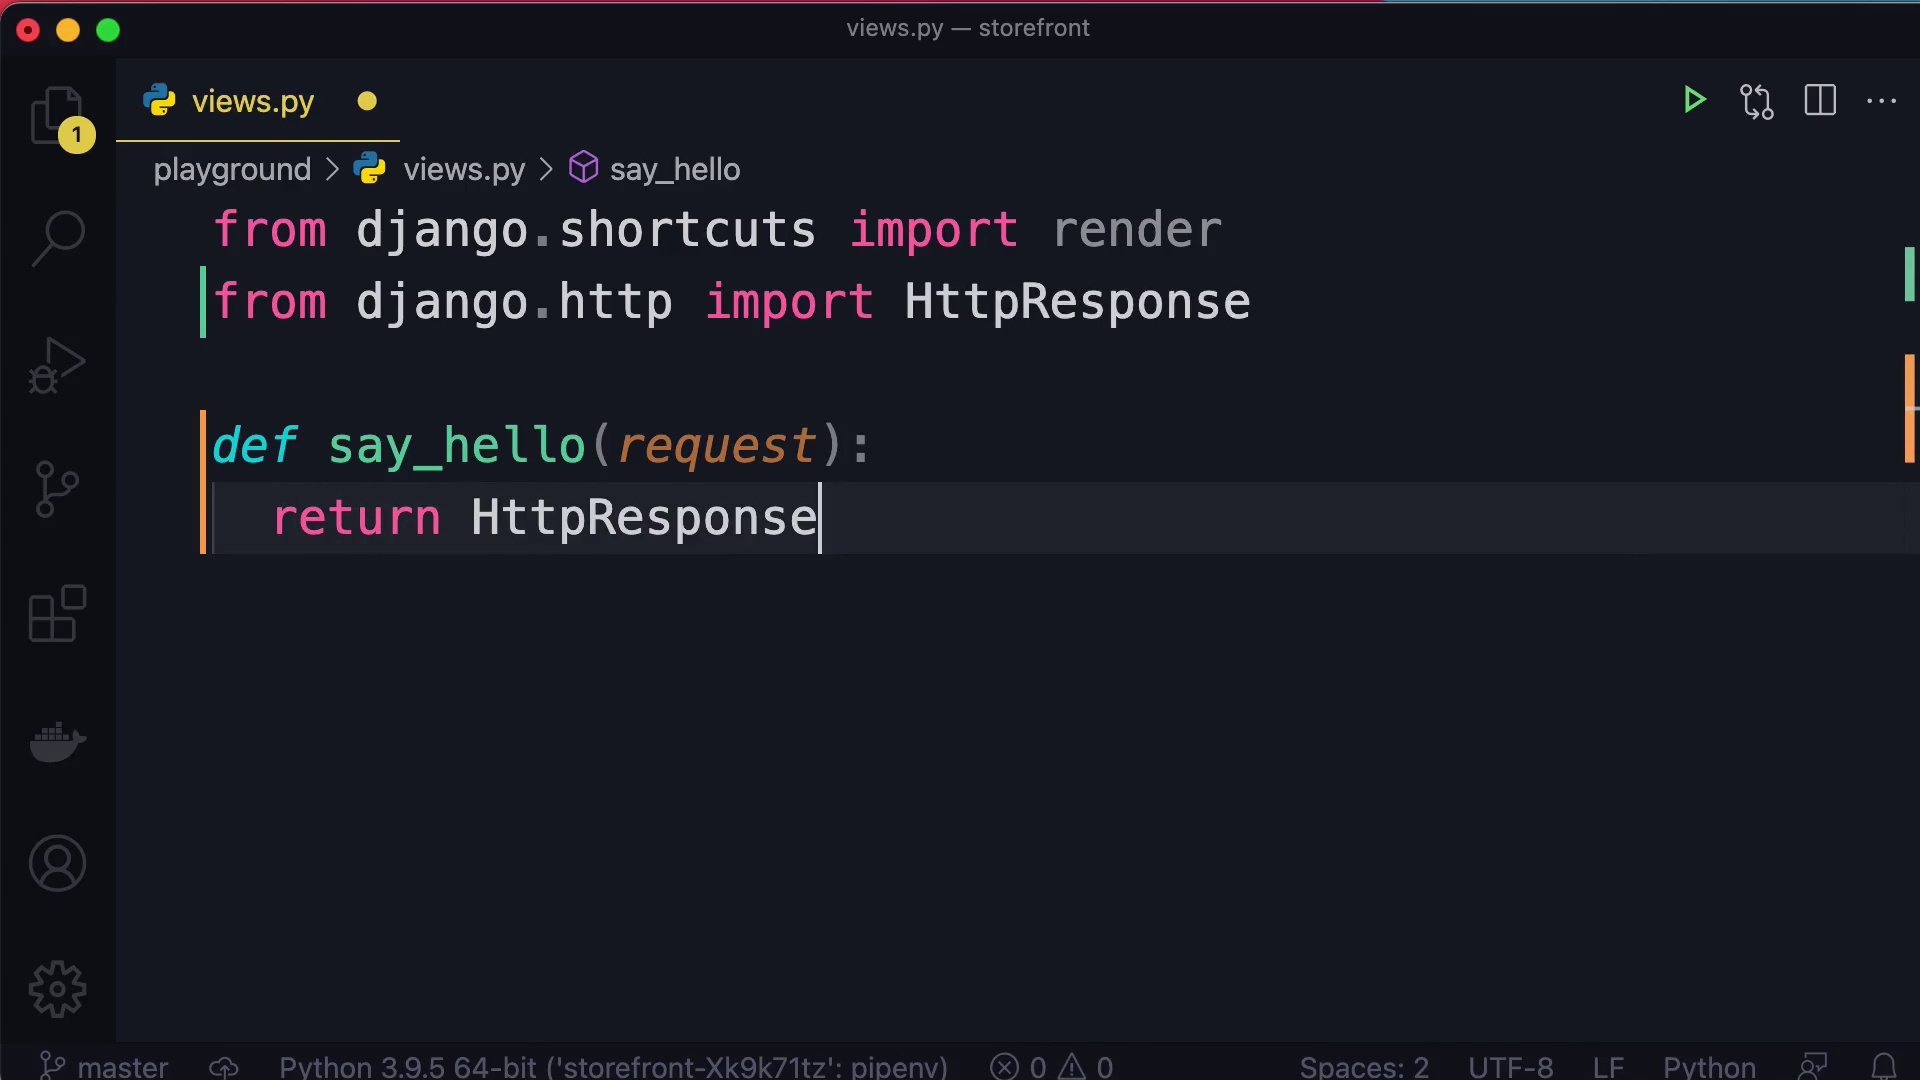 views.py — storefront
views.py
1
playground > views.py > say_hello
from django.shortcuts import render
from django.http import HttpResponse
def say_hello(request):
return HttpResponse
master Python 3.9.5 64-bit ('storefront-Xk9k71tz': pipenv) 0 0 Spaces: 2 UTF-8 LF Python